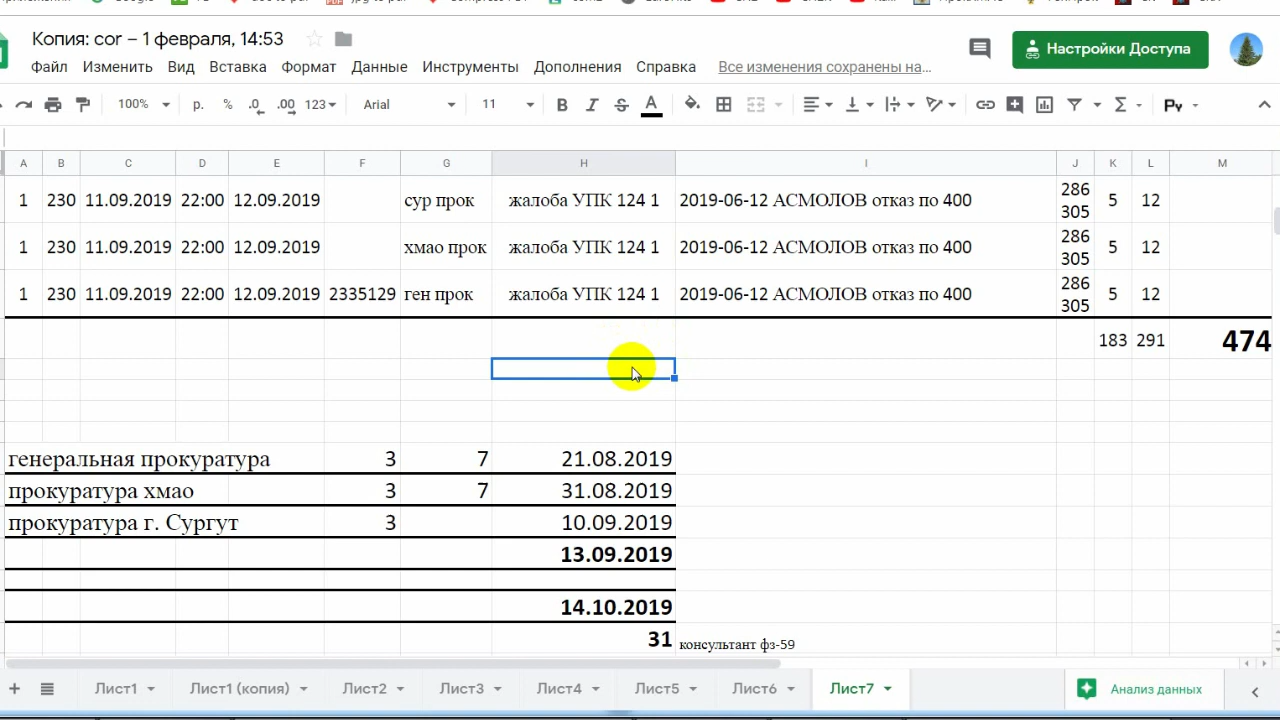 Копия: cor – 1 февраля, 14:53
Настройки Доступа
Файл Изменить Вид Вставка Формат Данные Инструменты Дополнения Справка Все изменения сохранены на...
100% р. % .0 .00 123 Arial 11 B I S A Σ Ру
A B C D E F G H I J K L M
1 230 11.09.2019 22:00 12.09.2019 сур прок жалоба УПК 124 1 2019-06-12 АСМОЛОВ отказ по 400 286 305 5 12
1 230 11.09.2019 22:00 12.09.2019 хмао прок жалоба УПК 124 1 2019-06-12 АСМОЛОВ отказ по 400 286 305 5 12
1 230 11.09.2019 22:00 12.09.2019 2335129 ген прок жалоба УПК 124 1 2019-06-12 АСМОЛОВ отказ по 400 286 305 5 12
183 291 474
генеральная прокуратура 3 7 21.08.2019
прокуратура хмао 3 7 31.08.2019
прокуратура г. Сургут 3 10.09.2019
13.09.2019
14.10.2019
31 консультант фз-59
Лист1 Лист1 (копия) Лист2 Лист3 Лист4 Лист5 Лист6 Лист7 Анализ данных